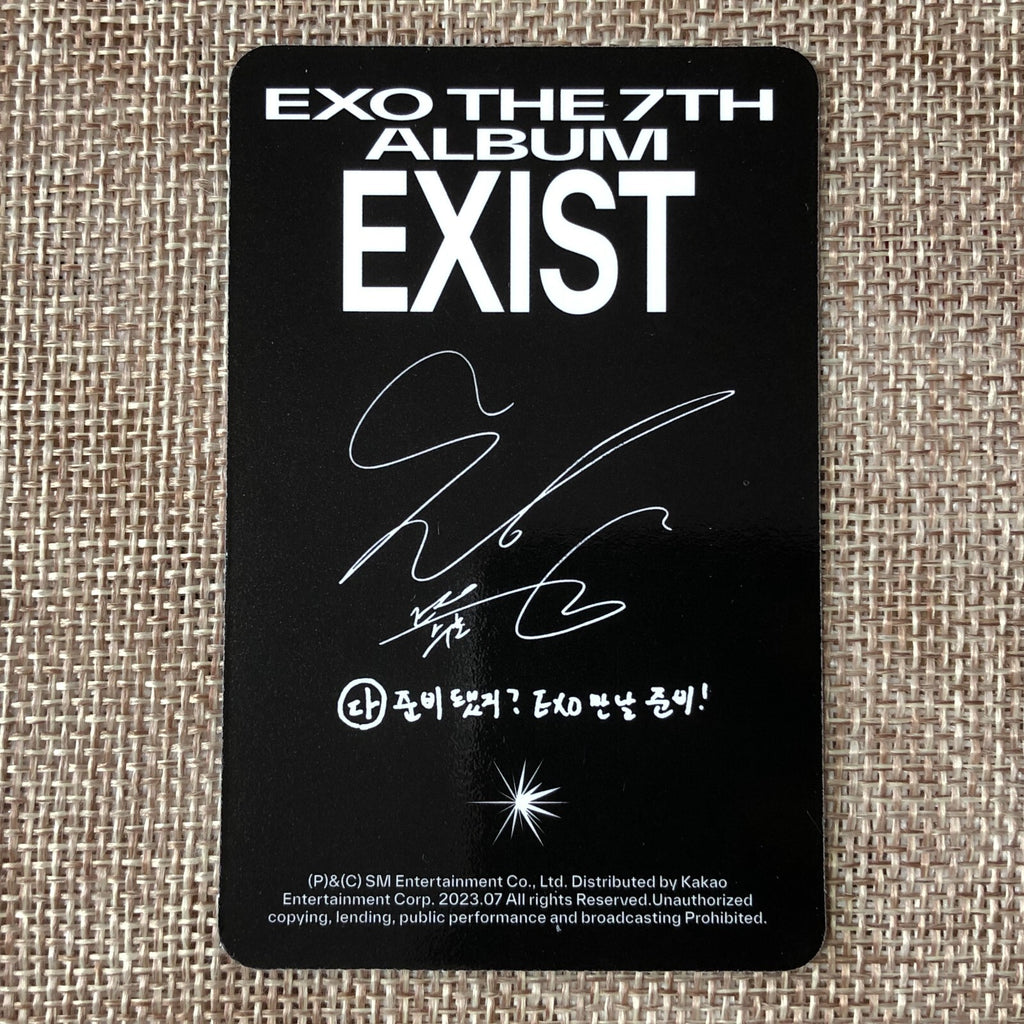 EXO THE 7TH
ALBUM
EXIST
다 준비 됐지? EXO 만날 준비!
(P)&(C) SM Entertainment Co., Ltd. Distributed by Kakao
Entertainment Corp. 2023.07 All rights Reserved.Unauthorized
copying, lending, public performance and broadcasting Prohibited.